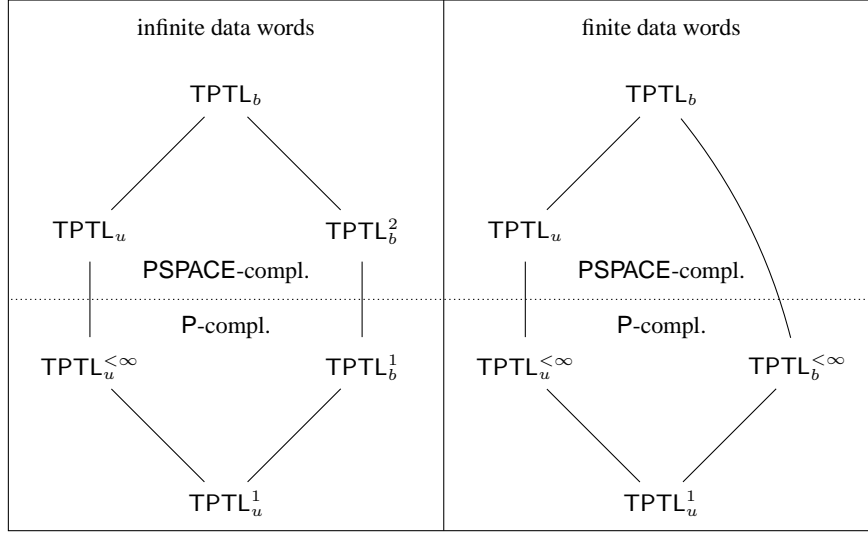 infinite data words
finite data words
TPTL_b
TPTL_b
TPTL_u
TPTL_b^2
TPTL_u
PSPACE-compl.
PSPACE-compl.
P-compl.
P-compl.
TPTL_u^{<∞}
TPTL_b^1
TPTL_u^{<∞}
TPTL_b^{<∞}
TPTL_u^1
TPTL_u^1